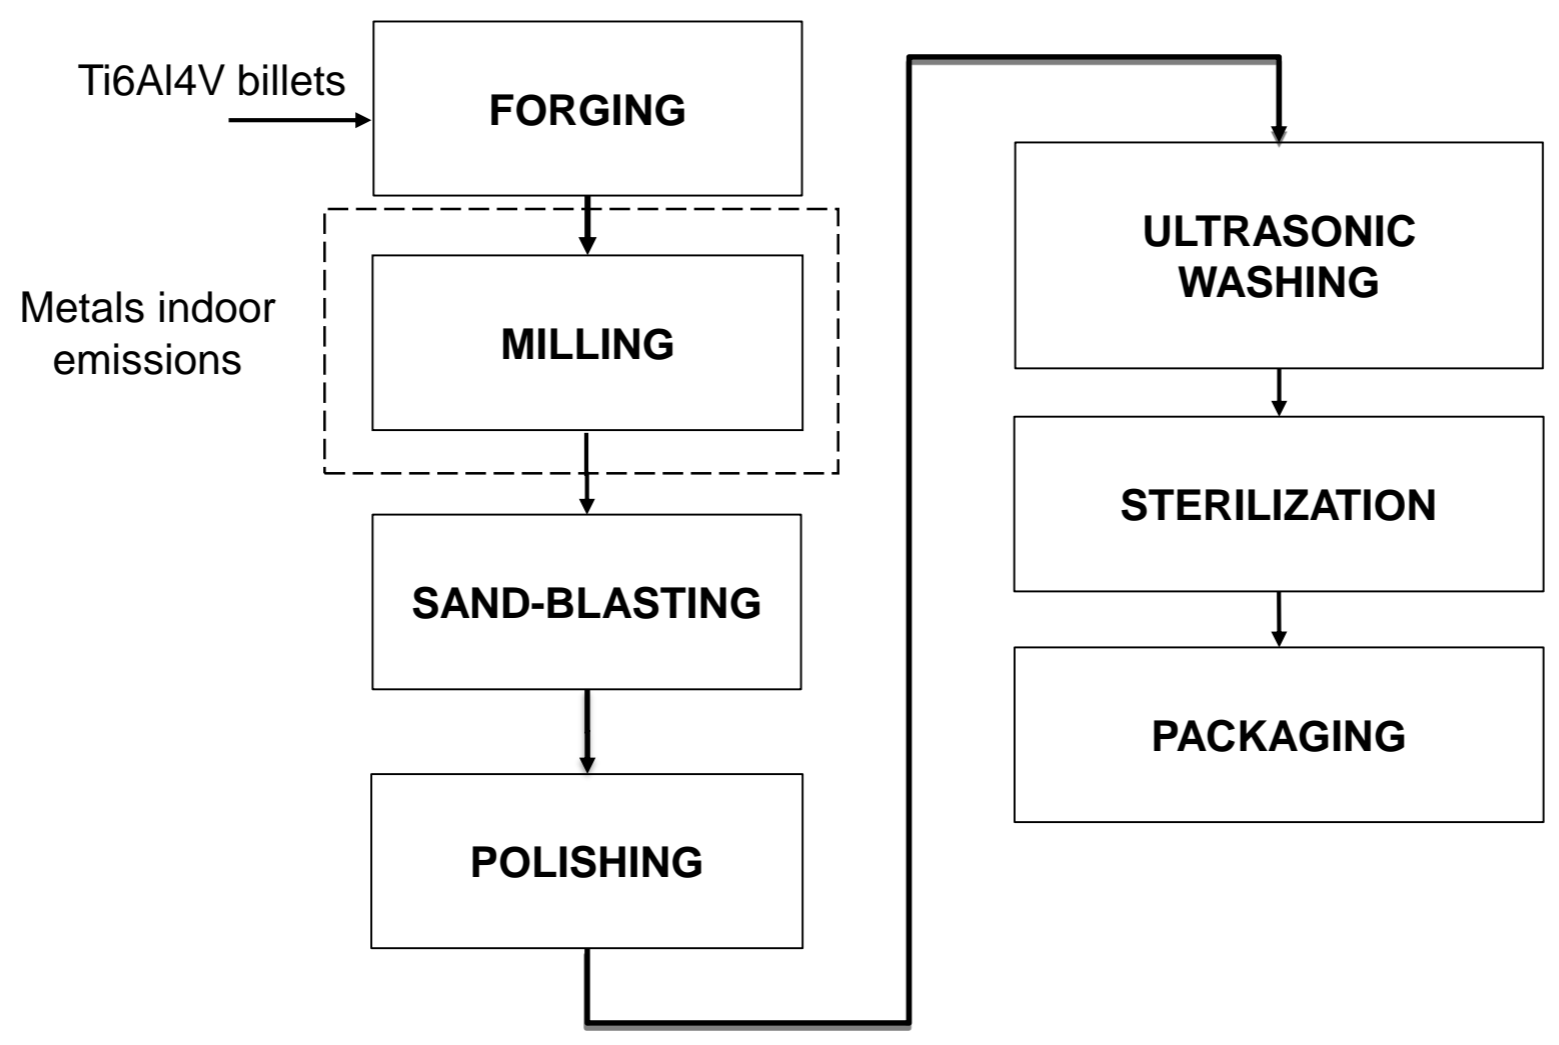 Ti6Al4V billets
FORGING
Metals indoor
emissions
MILLING
SAND-BLASTING
POLISHING
ULTRASONIC
WASHING
STERILIZATION
PACKAGING